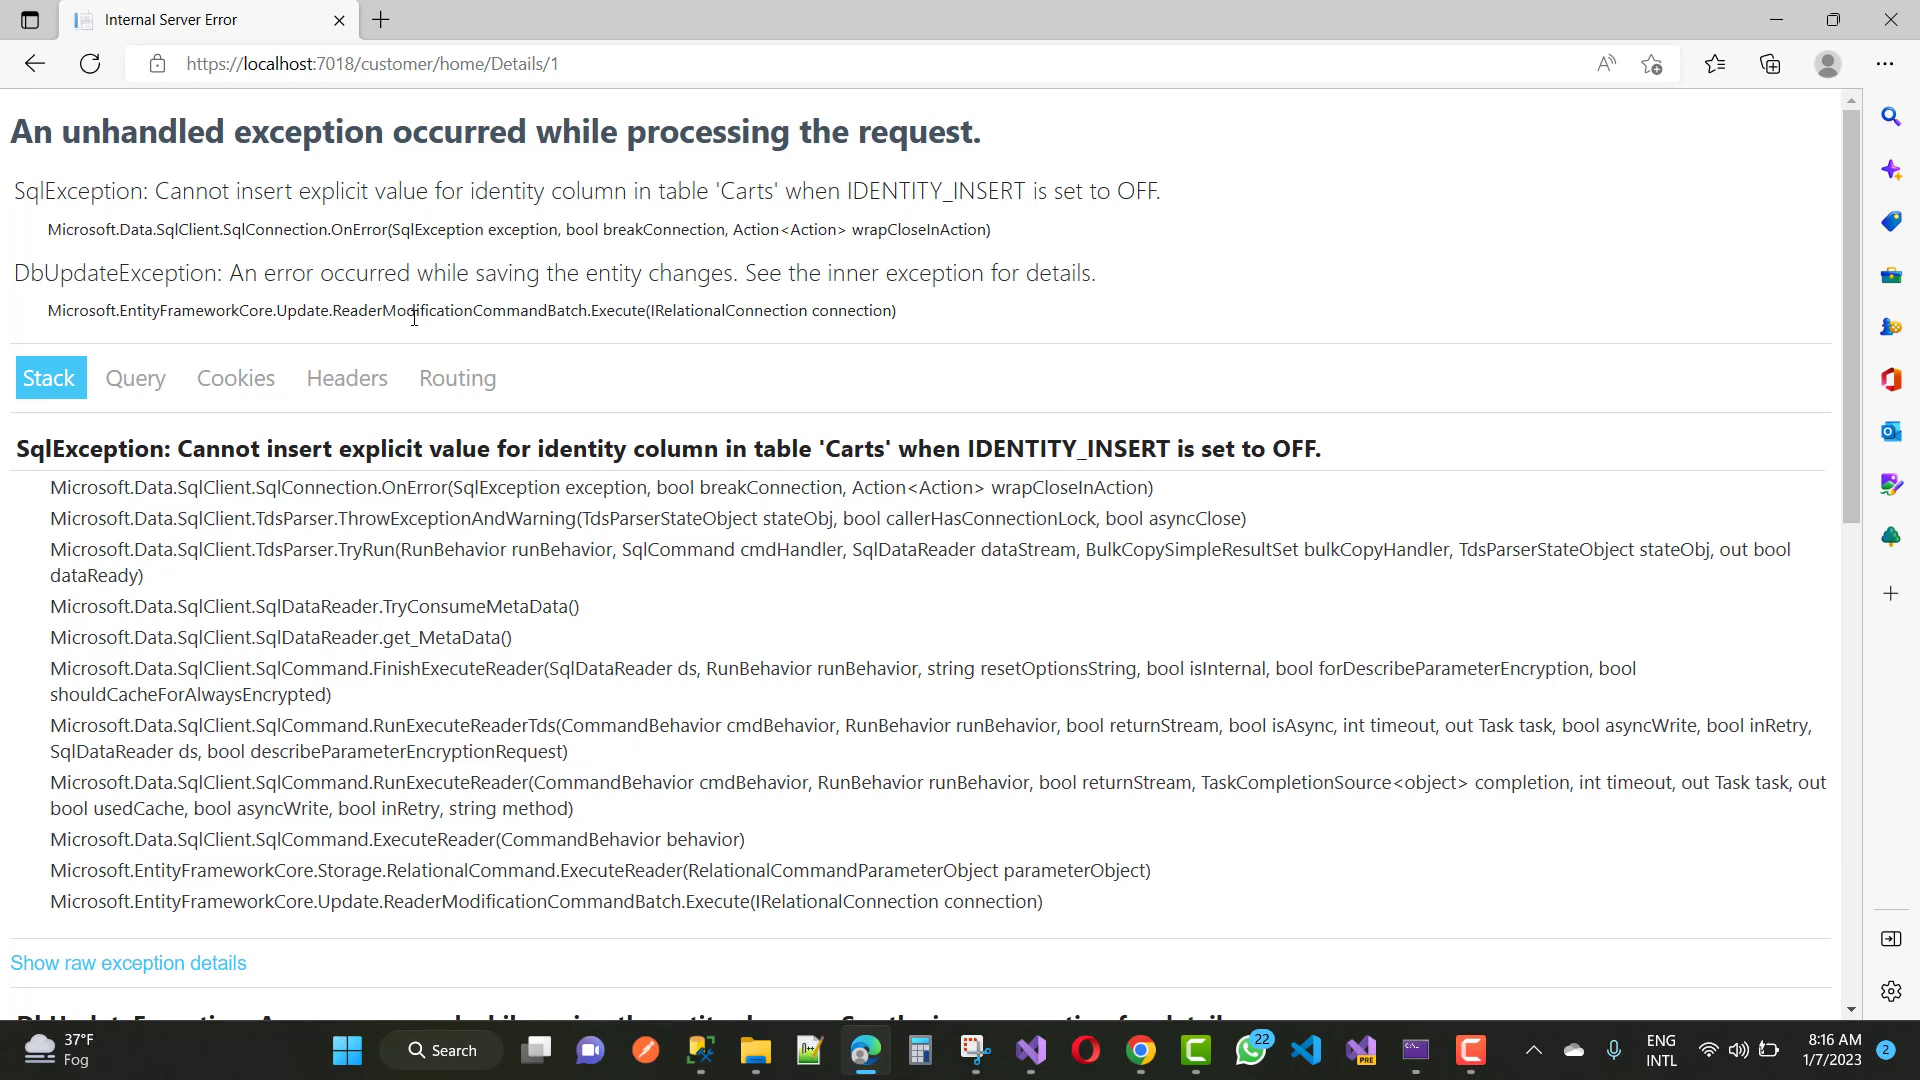 Internal Server Error
https://localhost:7018/customer/home/Details/1
An unhandled exception occurred while processing the request.
SqlException: Cannot insert explicit value for identity column in table 'Carts' when IDENTITY_INSERT is set to OFF.
Microsoft.Data.SqlClient.SqlConnection.OnError(SqlException exception, bool breakConnection, Action<Action> wrapCloseInAction)
DbUpdateException: An error occurred while saving the entity changes. See the inner exception for details.
Microsoft.EntityFrameworkCore.Update.ReaderModificationCommandBatch.Execute(IRelationalConnection connection)
Stack Query Cookies Headers Routing
SqlException: Cannot insert explicit value for identity column in table 'Carts' when IDENTITY_INSERT is set to OFF.
Microsoft.Data.SqlClient.SqlConnection.OnError(SqlException exception, bool breakConnection, Action<Action> wrapCloseInAction)
Microsoft.Data.SqlClient.TdsParser.ThrowExceptionAndWarning(TdsParserStateObject stateObj, bool callerHasConnectionLock, bool asyncClose)
Microsoft.Data.SqlClient.TdsParser.TryRun(RunBehavior runBehavior, SqlCommand cmdHandler, SqlDataReader dataStream, BulkCopySimpleResultSet bulkCopyHandler, TdsParserStateObject stateObj, out bool
dataReady)
Microsoft.Data.SqlClient.SqlDataReader.TryConsumeMetaData()
Microsoft.Data.SqlClient.SqlDataReader.get_MetaData()
Microsoft.Data.SqlClient.SqlCommand.FinishExecuteReader(SqlDataReader ds, RunBehavior runBehavior, string resetOptionsString, bool isInternal, bool forDescribeParameterEncryption, bool
shouldCacheForAlwaysEncrypted)
Microsoft.Data.SqlClient.SqlCommand.RunExecuteReaderTds(CommandBehavior cmdBehavior, RunBehavior runBehavior, bool returnStream, bool isAsync, int timeout, out Task task, bool asyncWrite, bool inRetry,
SqlDataReader ds, bool describeParameterEncryptionRequest)
Microsoft.Data.SqlClient.SqlCommand.RunExecuteReader(CommandBehavior cmdBehavior, RunBehavior runBehavior, bool returnStream, TaskCompletionSource<object> completion, int timeout, out Task task, out
bool usedCache, bool asyncWrite, bool inRetry, string method)
Microsoft.Data.SqlClient.SqlCommand.ExecuteReader(CommandBehavior behavior)
Microsoft.EntityFrameworkCore.Storage.RelationalCommand.ExecuteReader(RelationalCommandParameterObject parameterObject)
Microsoft.EntityFrameworkCore.Update.ReaderModificationCommandBatch.Execute(IRelationalConnection connection)
Show raw exception details
37°F
Fog
Search
22
PRE
ENG
INTL
8:16 AM
1/7/2023
2